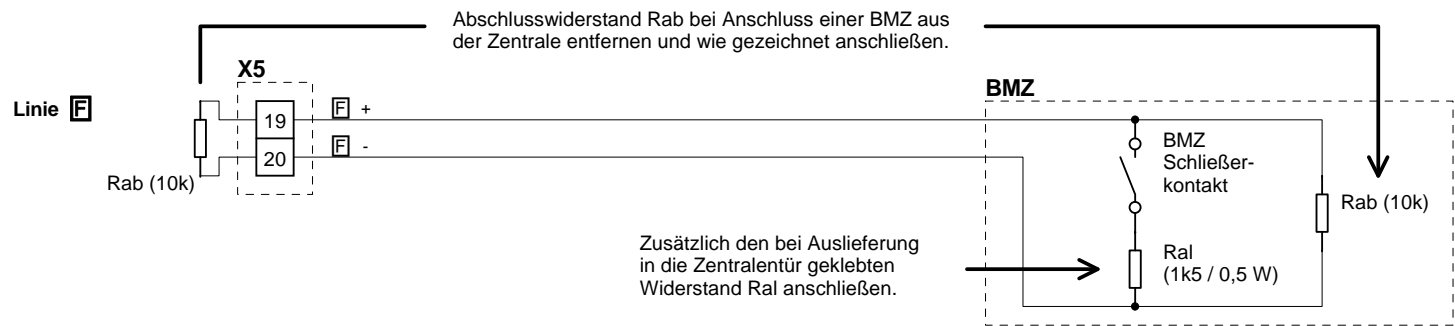 Abschlusswiderstand Rab bei Anschluss einer BMZ aus
der Zentrale entfernen und wie gezeichnet anschließen.
X5
BMZ
Linie F
19
F +
20
F -
Rab (10k)
BMZ
Schließer-
kontakt
Rab (10k)
Zusätzlich den bei Auslieferung
in die Zentralentür geklebten
Widerstand Ral anschließen.
Ral
(1k5 / 0,5 W)